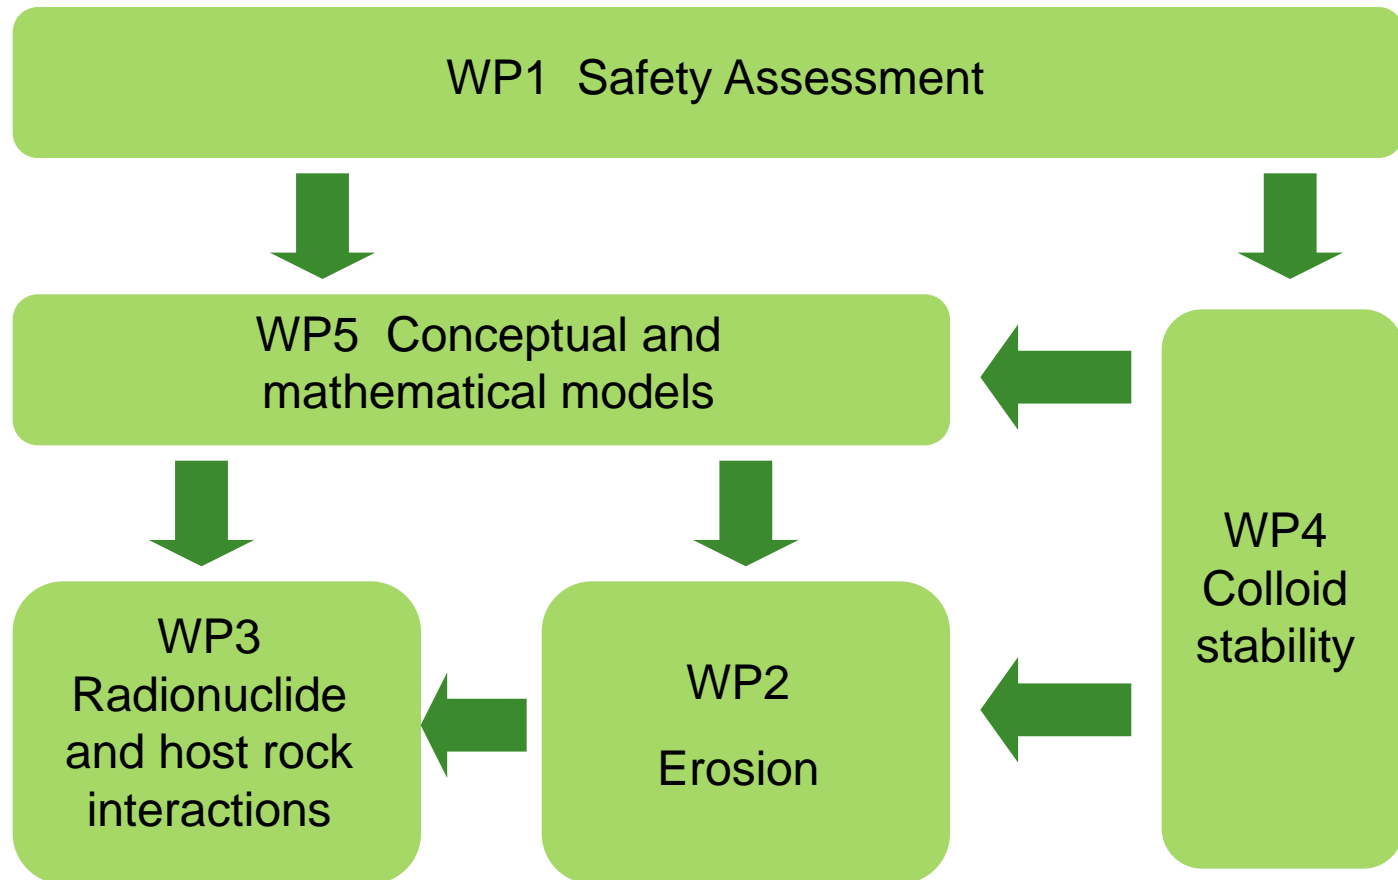 WP1  Safety Assessment
WP5  Conceptual and
mathematical models
WP4
Colloid
stability
WP3
Radionuclide
and host rock
interactions
WP2
Erosion